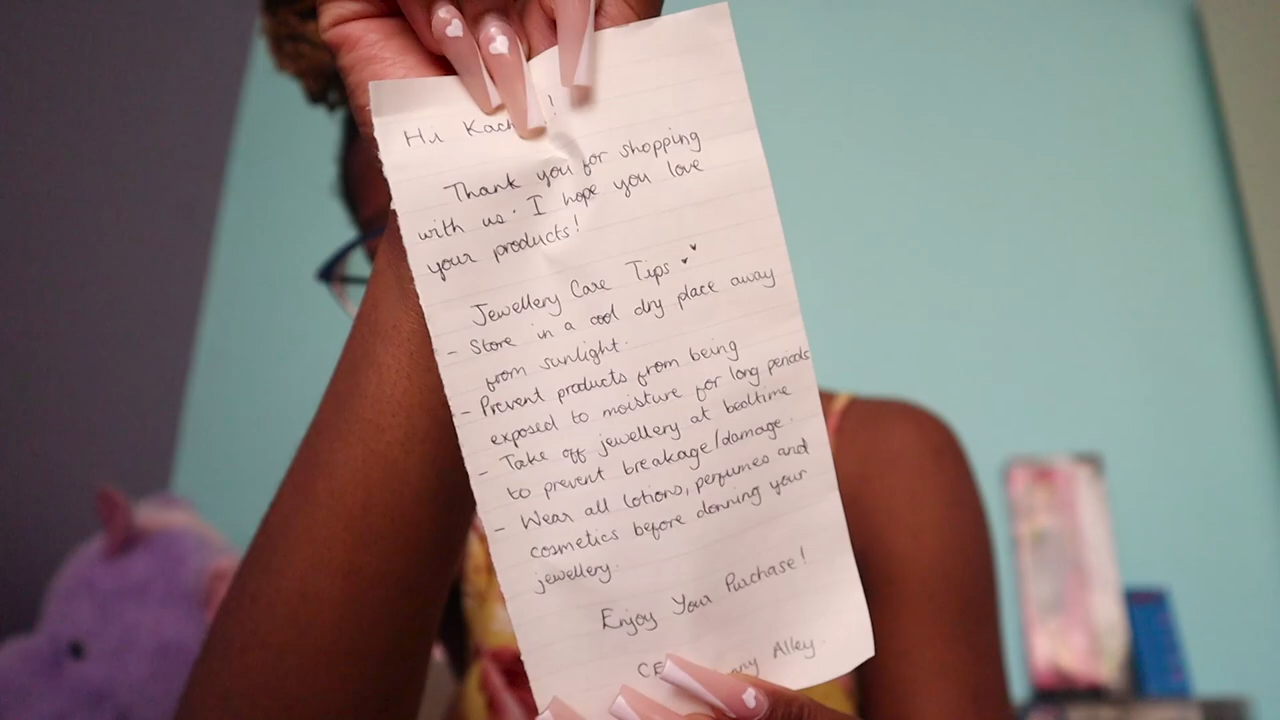 Hi Kach !
Thank you for shopping
with us. I hope you love
your products!
Jewellery Care Tips
- Store in a cool dry place away
from sunlight.
- Prevent products from being
exposed to moisture for long periods
- Take off jewellery at bedtime
to prevent breakage/damage.
- Wear all lotions, perfumes and
cosmetics before donning your
jewellery.
Enjoy Your Purchase!
Alley.